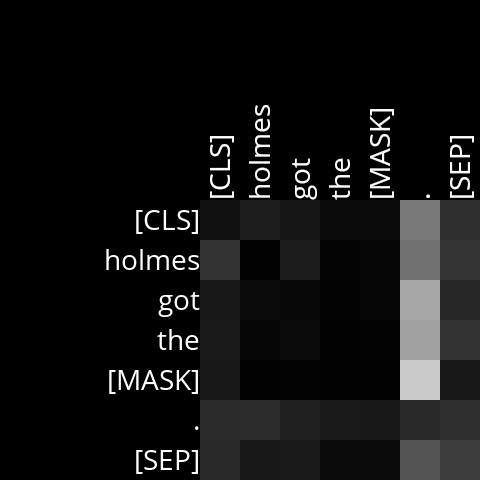 [CLS] holmes got the [MASK] . [SEP]
[CLS]
holmes
got
the
[MASK]
.
[SEP]